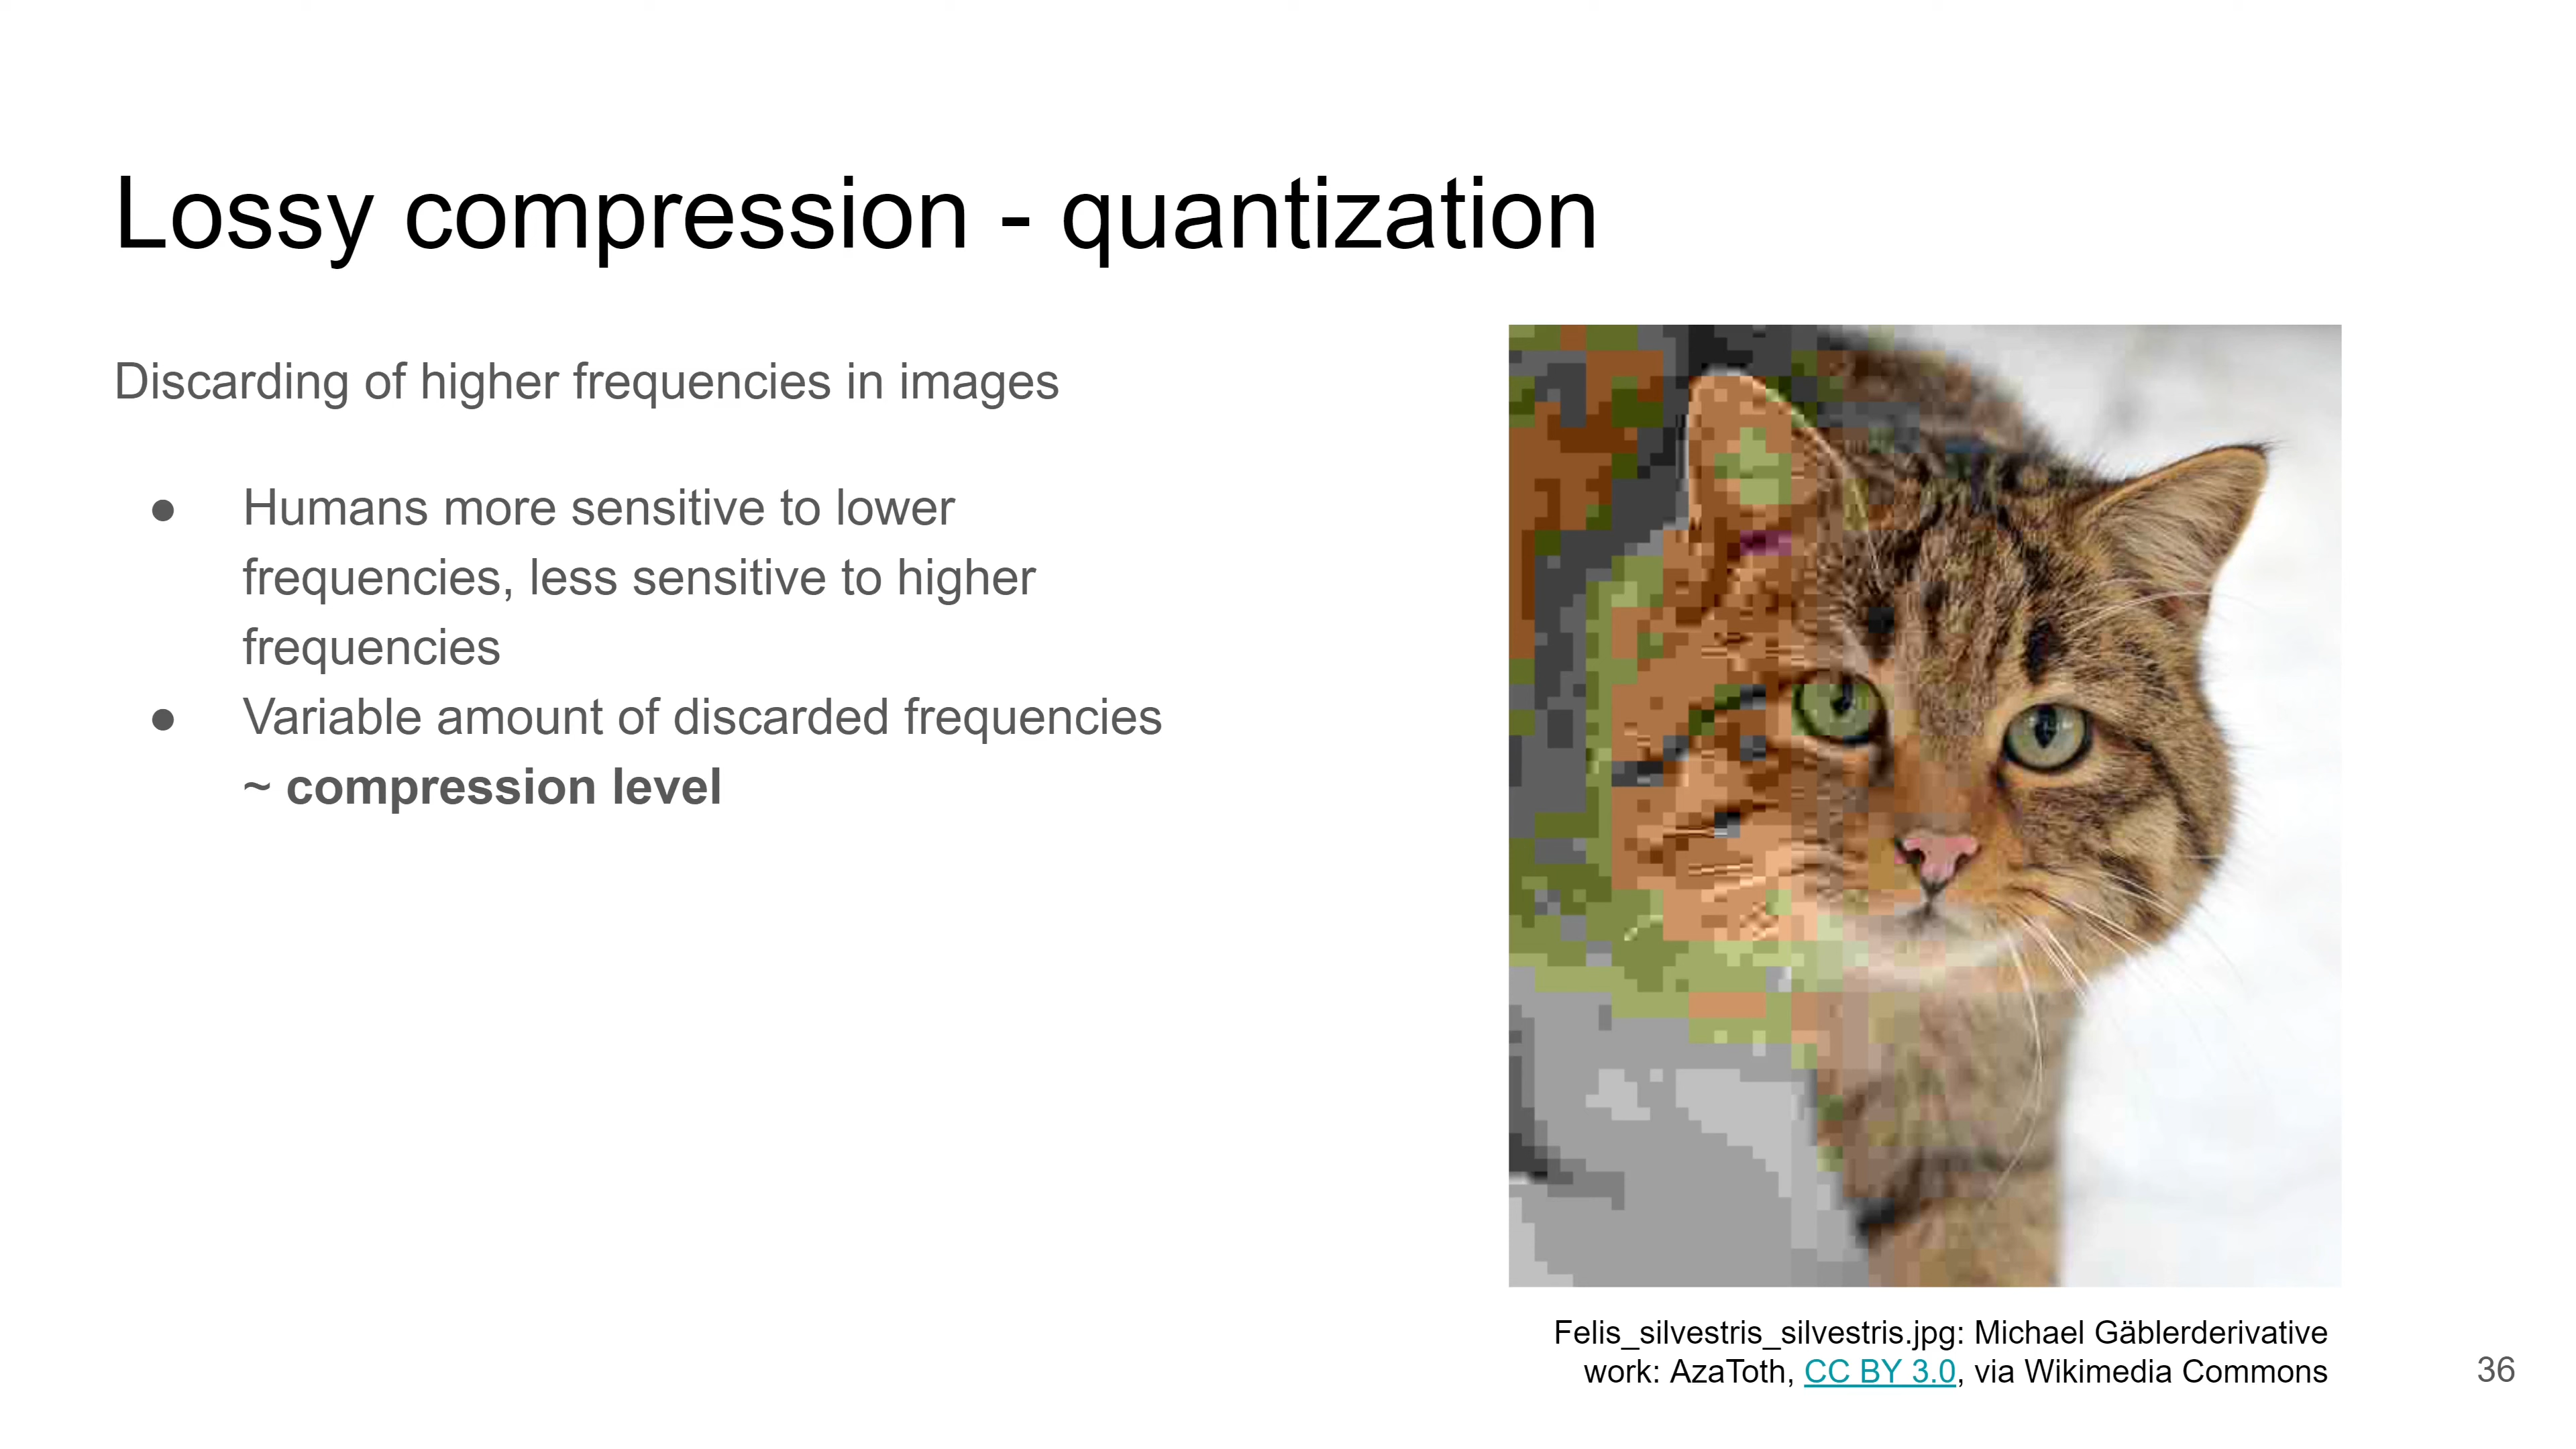 Lossy compression - quantization
Discarding of higher frequencies in images
● Humans more sensitive to lower
frequencies, less sensitive to higher
frequencies
● Variable amount of discarded frequencies
~ compression level
Felis_silvestris_silvestris.jpg: Michael Gäblerderivative
work: AzaToth, CC BY 3.0, via Wikimedia Commons
36